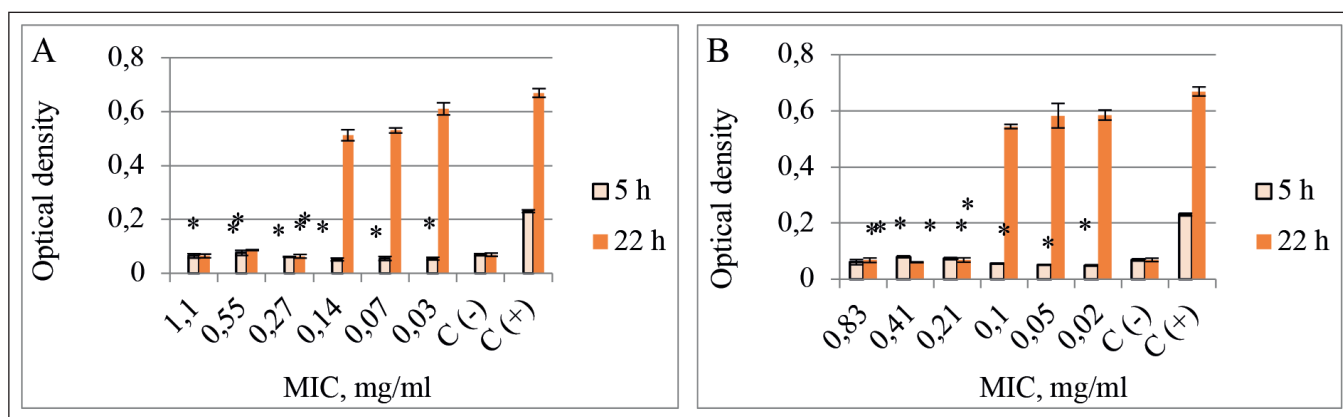 A
Optical density
0,8
0,6
0,4
0,2
0
* * * * * * * * *
1,1 0,55 0,27 0,14 0,07 0,03 C (-) C (+)
MIC, mg/ml
5 h
22 h
B
Optical density
0,8
0,6
0,4
0,2
0
* * * * * * * * *
0,83 0,41 0,21 0,1 0,05 0,02 C (-) C (+)
MIC, mg/ml
5 h
22 h